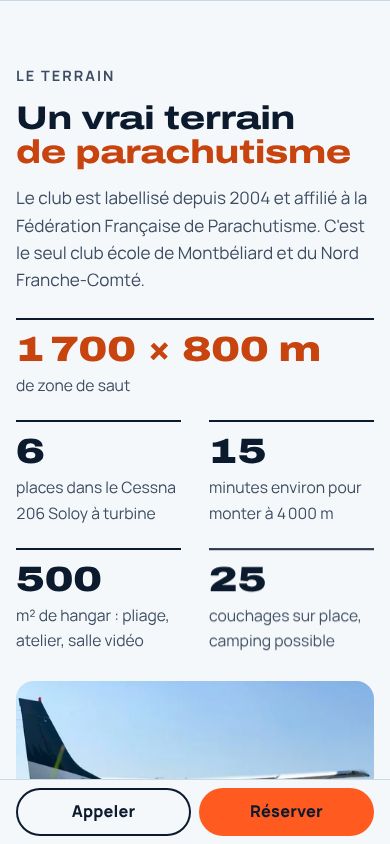 LE TERRAIN
Un vrai terrain
de parachutisme
Le club est labellisé depuis 2004 et affilié à la
Fédération Française de Parachutisme. C'est
le seul club école de Montbéliard et du Nord
Franche-Comté.
1 700 × 800 m
de zone de saut
6
places dans le Cessna
206 Soloy à turbine
15
minutes environ pour
monter à 4 000 m
500
m² de hangar : pliage,
atelier, salle vidéo
25
couchages sur place,
camping possible
Appeler
Réserver